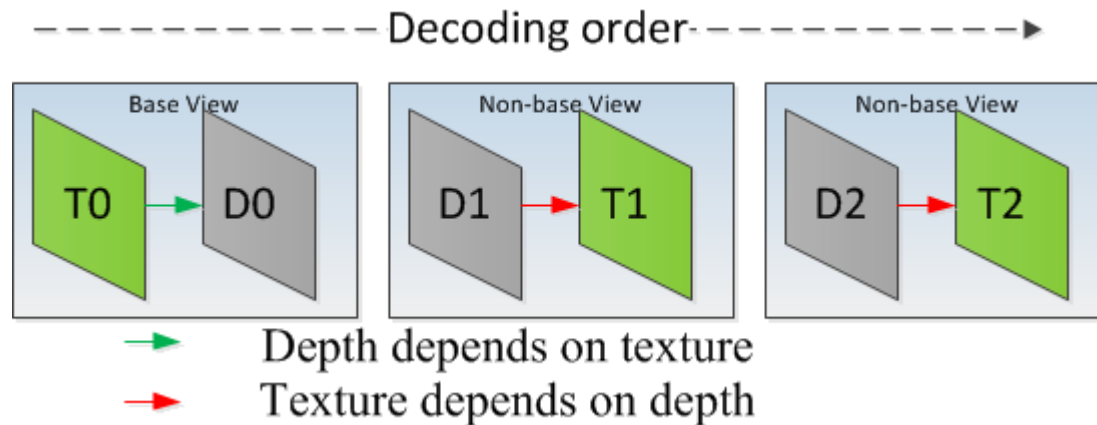 Decoding order
Base View
Non-base View
Non-base View
T0
D0
D1
T1
D2
T2
Depth depends on texture
Texture depends on depth